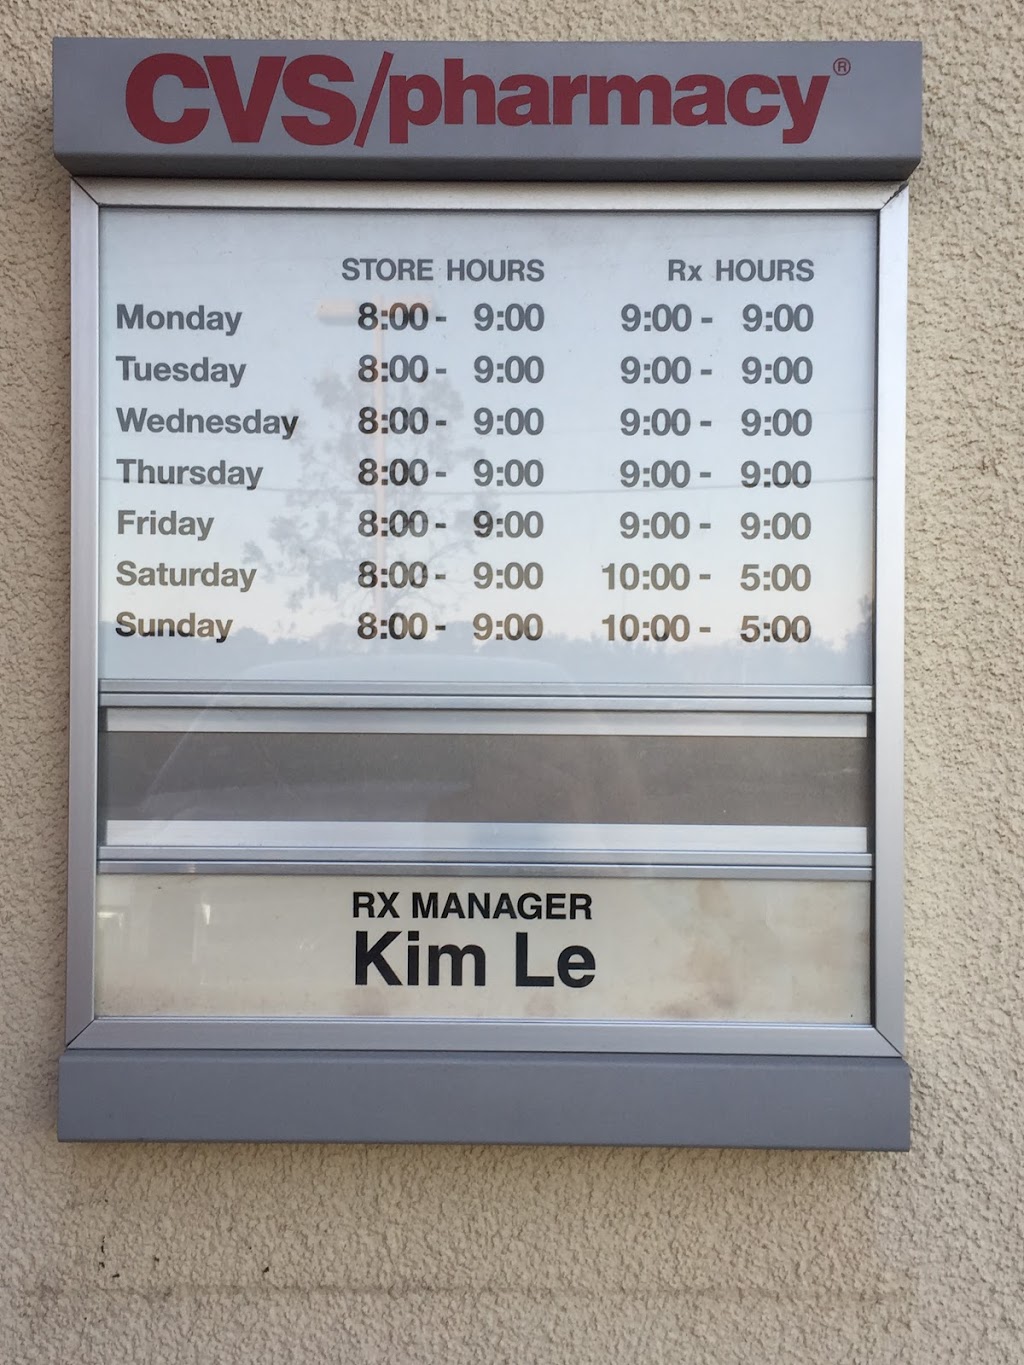 CVS/pharmacy®
STORE HOURS Rx HOURS
Monday 8:00 - 9:00 9:00 - 9:00
Tuesday 8:00 - 9:00 9:00 - 9:00
Wednesday 8:00 - 9:00 9:00 - 9:00
Thursday 8:00 - 9:00 9:00 - 9:00
Friday 8:00 - 9:00 9:00 - 9:00
Saturday 8:00 - 9:00 10:00 - 5:00
Sunday 8:00 - 9:00 10:00 - 5:00
RX MANAGER
Kim Le